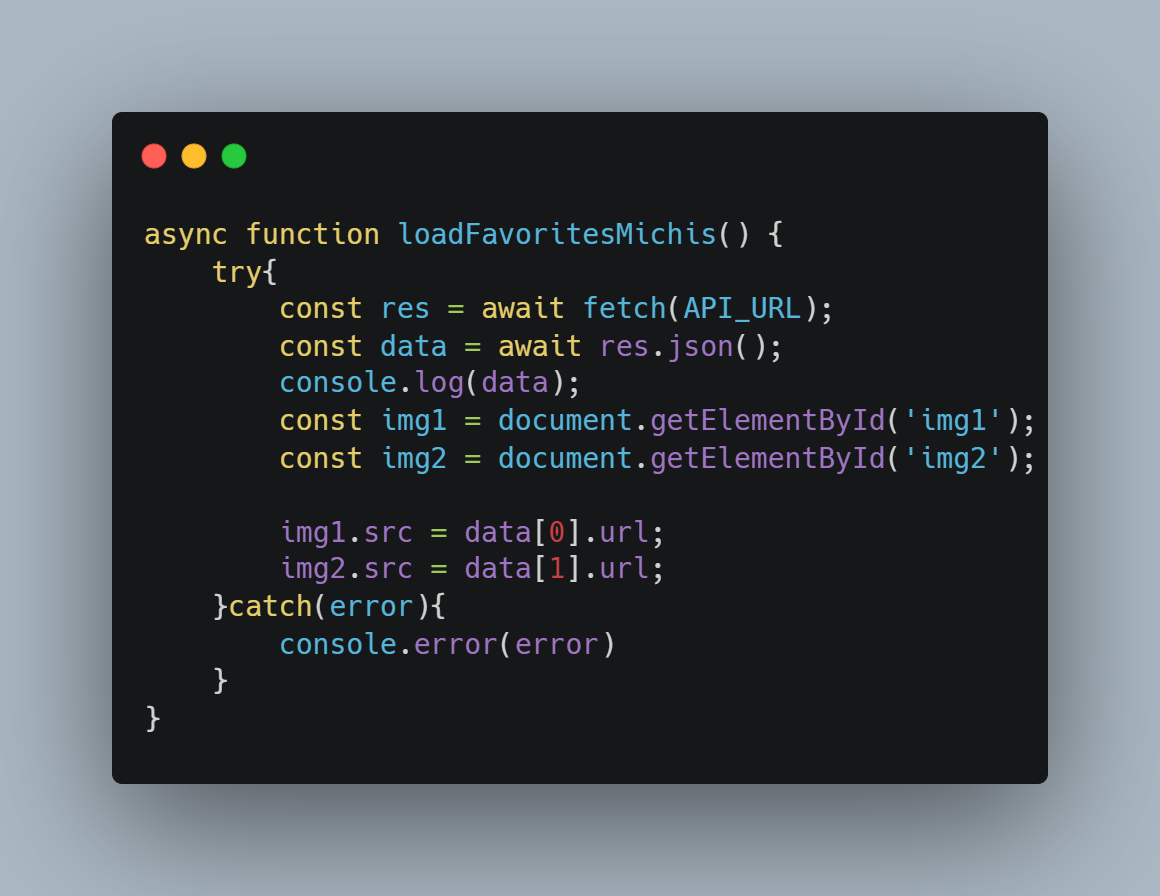 async function loadFavoritesMichis() {
    try{
        const res = await fetch(API_URL);
        const data = await res.json();
        console.log(data);
        const img1 = document.getElementById('img1');
        const img2 = document.getElementById('img2');

        img1.src = data[0].url;
        img2.src = data[1].url;
    }catch(error){
        console.error(error)
    }
}